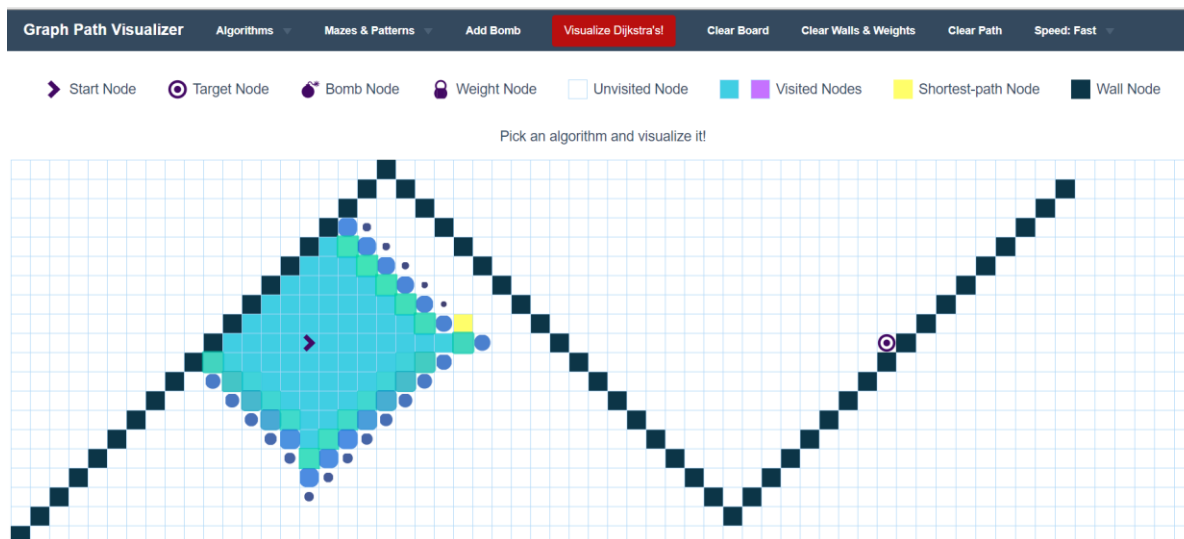 Graph Path Visualizer Algorithms Mazes & Patterns Add Bomb Visualize Dijkstra's! Clear Board Clear Walls & Weights Clear Path Speed: Fast
Start Node Target Node Bomb Node Weight Node Unvisited Node Visited Nodes Shortest-path Node Wall Node
Pick an algorithm and visualize it!